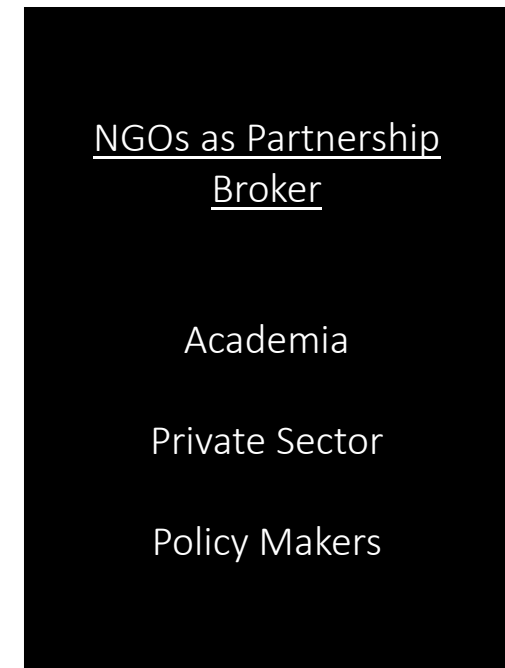 NGOs as Partnership
Broker
Academia
Private Sector
Policy Makers